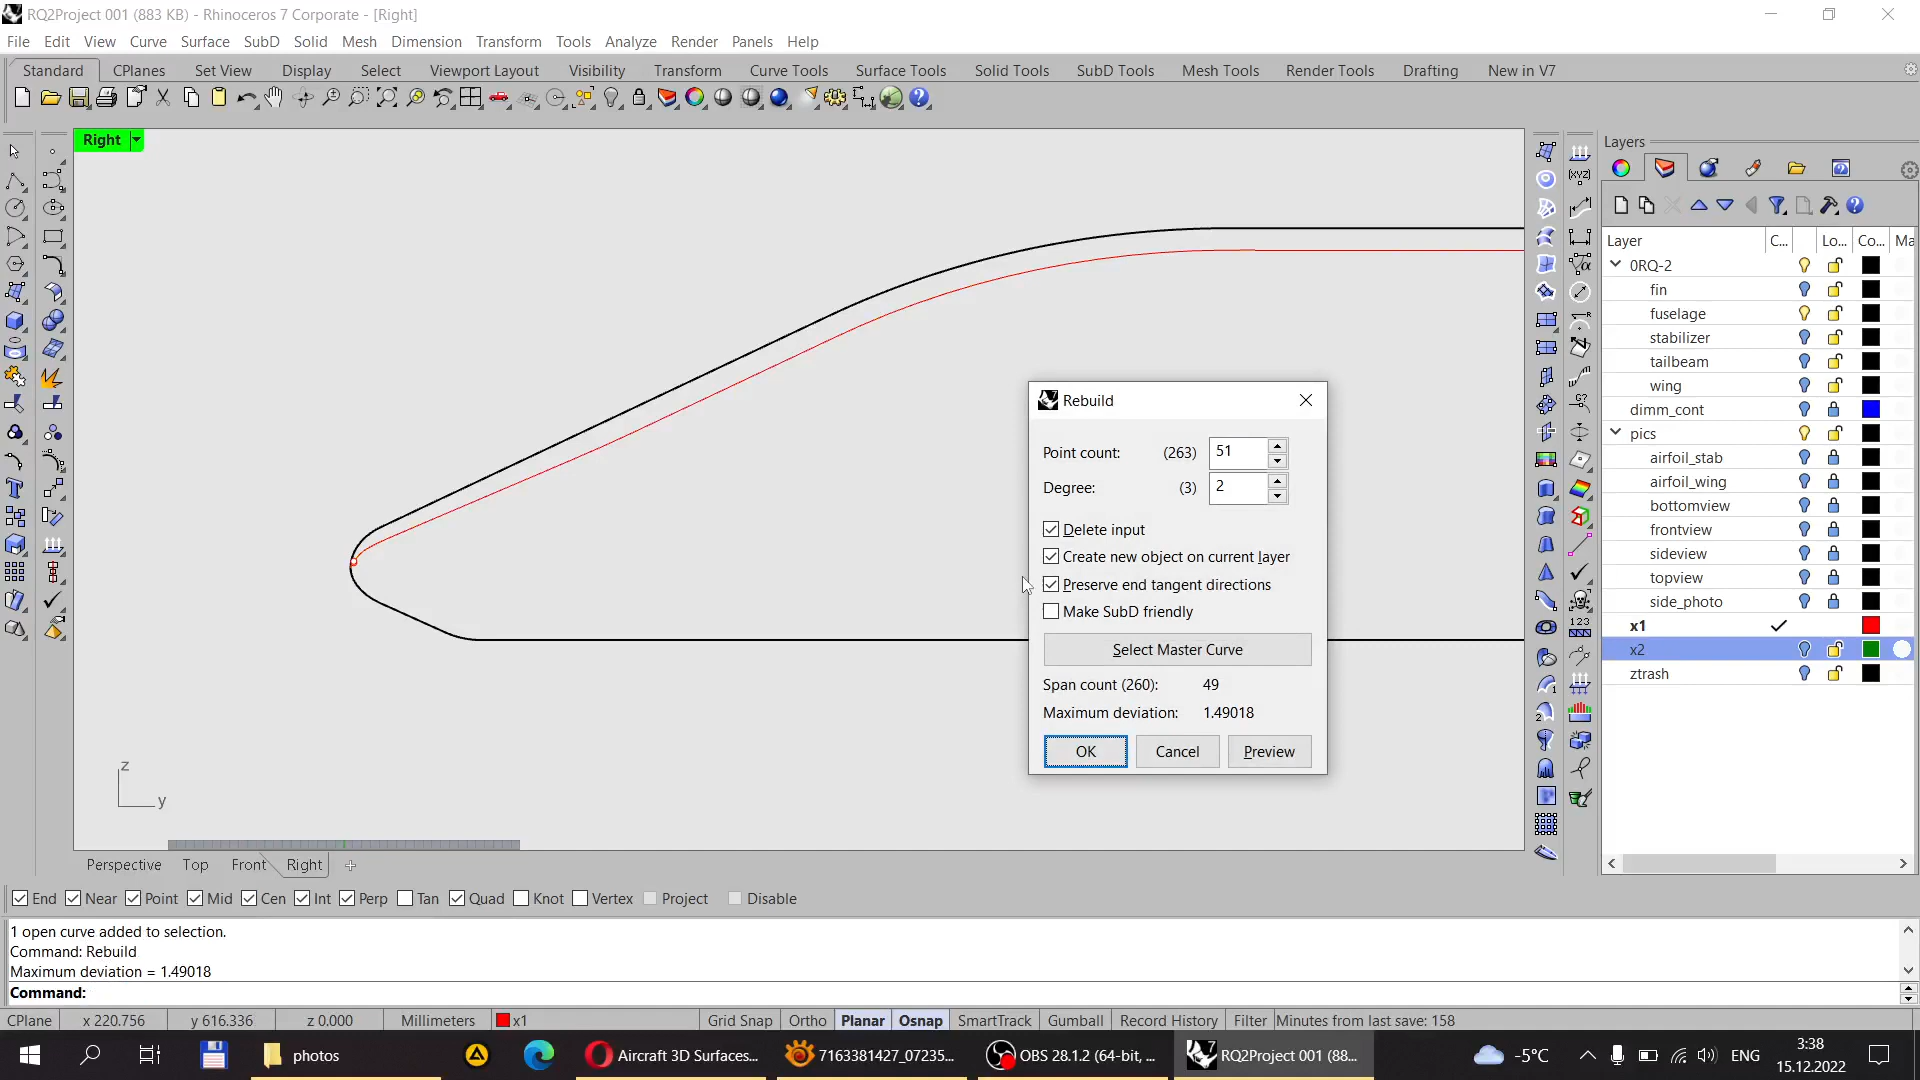 RQ2Project 001 (883 KB) - Rhinoceros 7 Corporate - [Right]
File Edit View Curve Surface SubD Solid Mesh Dimension Transform Tools Analyze Render Panels Help
Standard CPlanes Set View Display Select Viewport Layout Visibility Transform Curve Tools Surface Tools Solid Tools SubD Tools Mesh Tools Render Tools Drafting New in V7
Right
Layers
Layer C... Lo... Co... Ma
0RQ-2
fin
fuselage
stabilizer
tailbeam
wing
dimm_cont
pics
airfoil_stab
airfoil_wing
bottomview
frontview
sideview
topview
side_photo
x1
x2
ztrash
Rebuild
Point count: (263) 51
Degree: (3) 2
Delete input
Create new object on current layer
Preserve end tangent directions
Make SubD friendly
Select Master Curve
Span count (260): 49
Maximum deviation: 1.49018
OK Cancel Preview
z
y
Perspective Top Front Right
End Near Point Mid Cen Int Perp Tan Quad Knot Vertex Project Disable
1 open curve added to selection.
Command: Rebuild
Maximum deviation = 1.49018
Command:
CPlane x 220.756 y 616.336 z 0.000 Millimeters x1 Grid Snap Ortho Planar Osnap SmartTrack Gumball Record History Filter Minutes from last save: 158
photos Aircraft 3D Surfaces... 7163381427_07235... OBS 28.1.2 (64-bit, ... RQ2Project 001 (88... -5°C ENG 3:38
15.12.2022